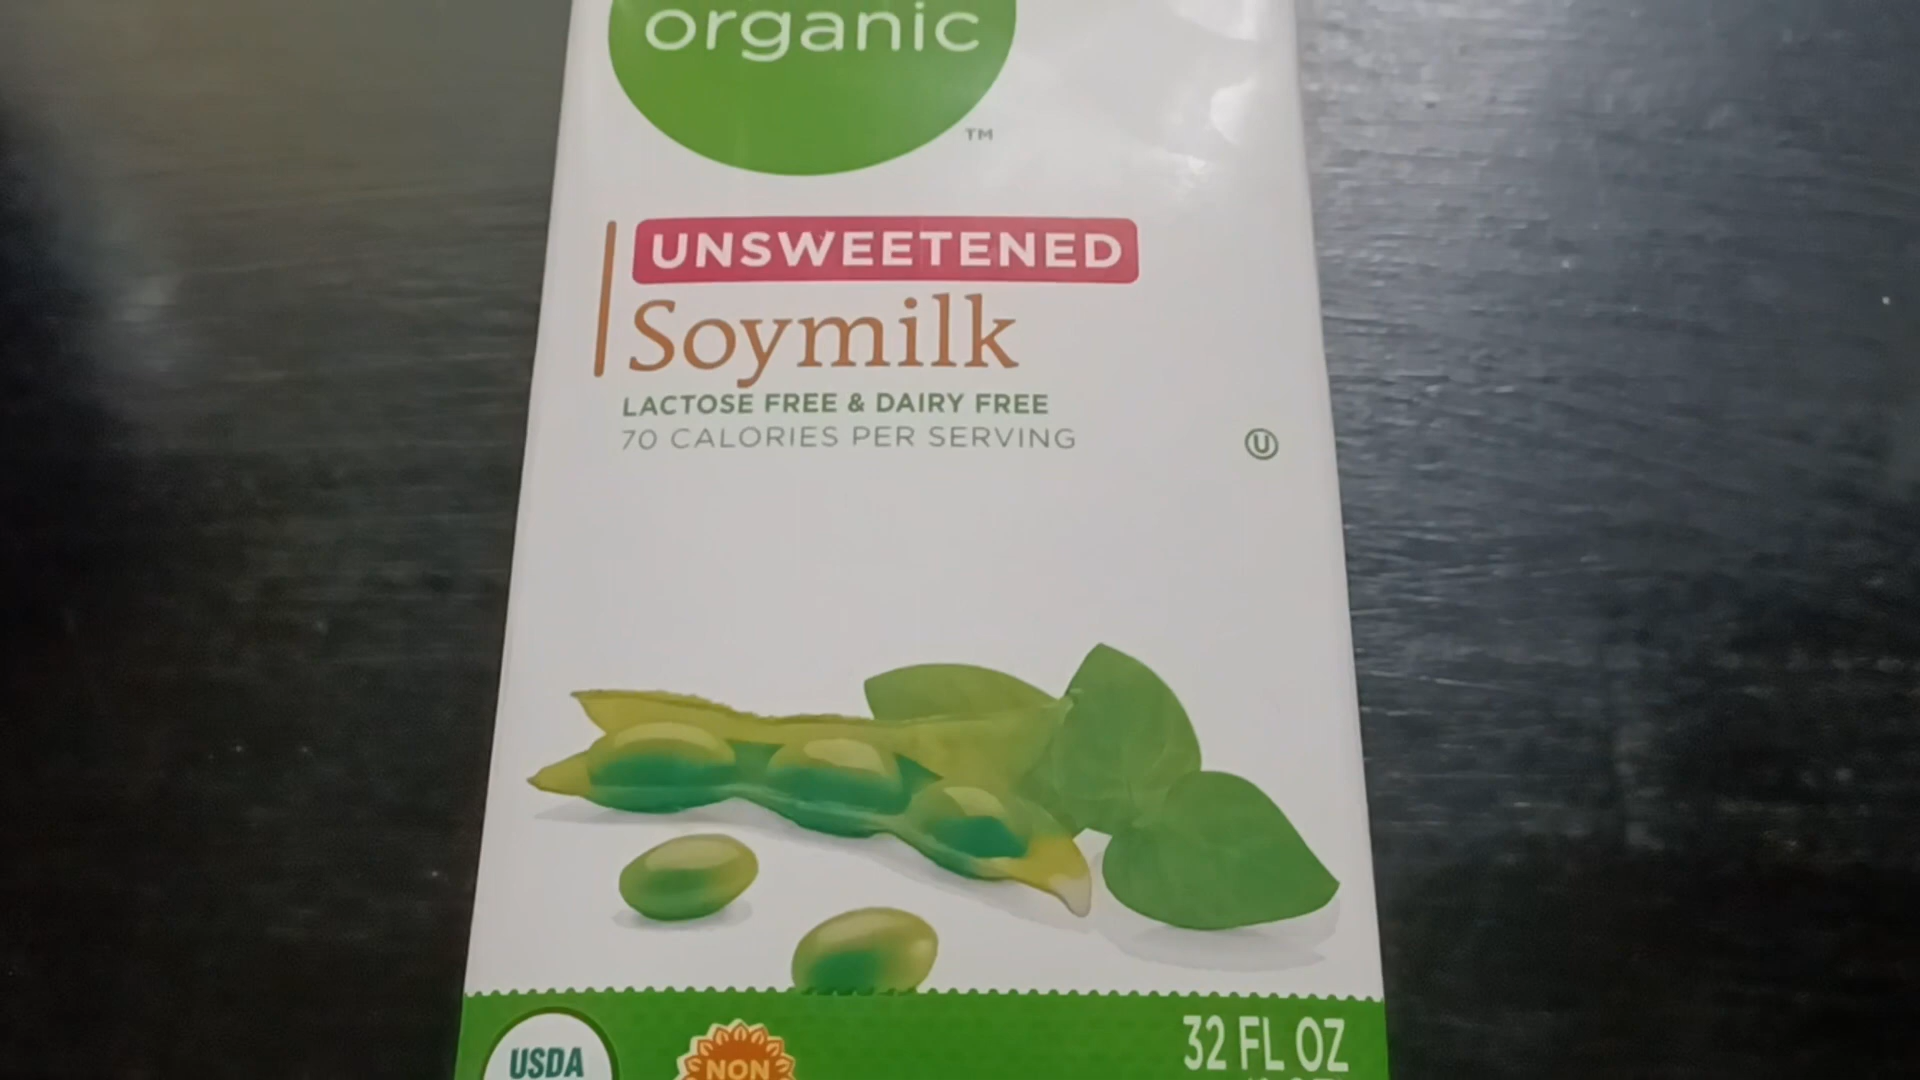 organic
TM
UNSWEETENED
Soymilk
LACTOSE FREE & DAIRY FREE
70 CALORIES PER SERVING
U
USDA
NON
32 FL OZ